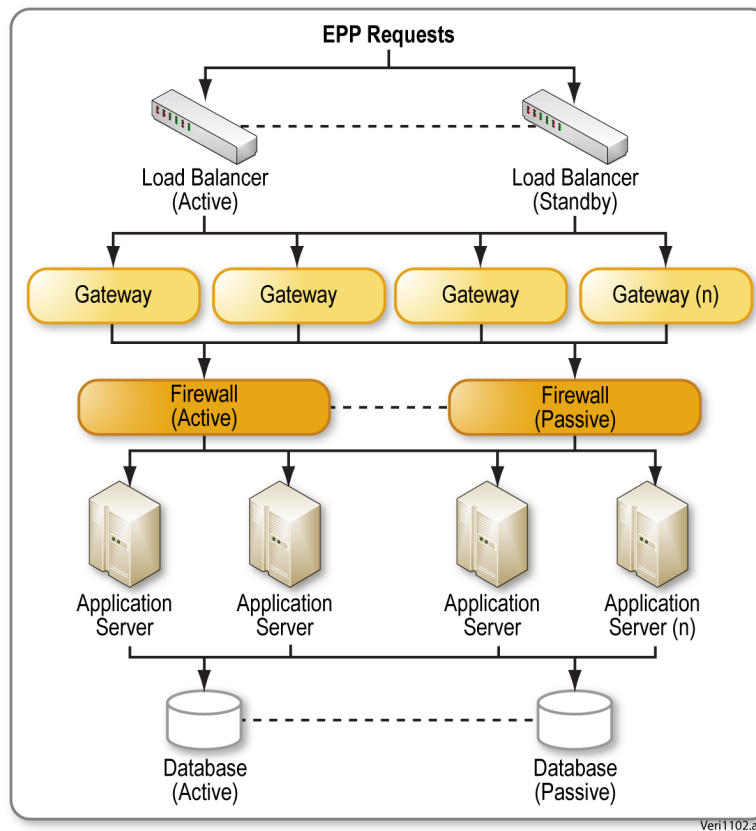 EPP Requests
Load Balancer
(Active)
Load Balancer
(Standby)
Gateway
Gateway
Gateway
Gateway (n)
Firewall
(Active)
Firewall
(Passive)
Application
Server
Application
Server
Application
Server
Application
Server (n)
Database
(Active)
Database
(Passive)
Veri1102.a